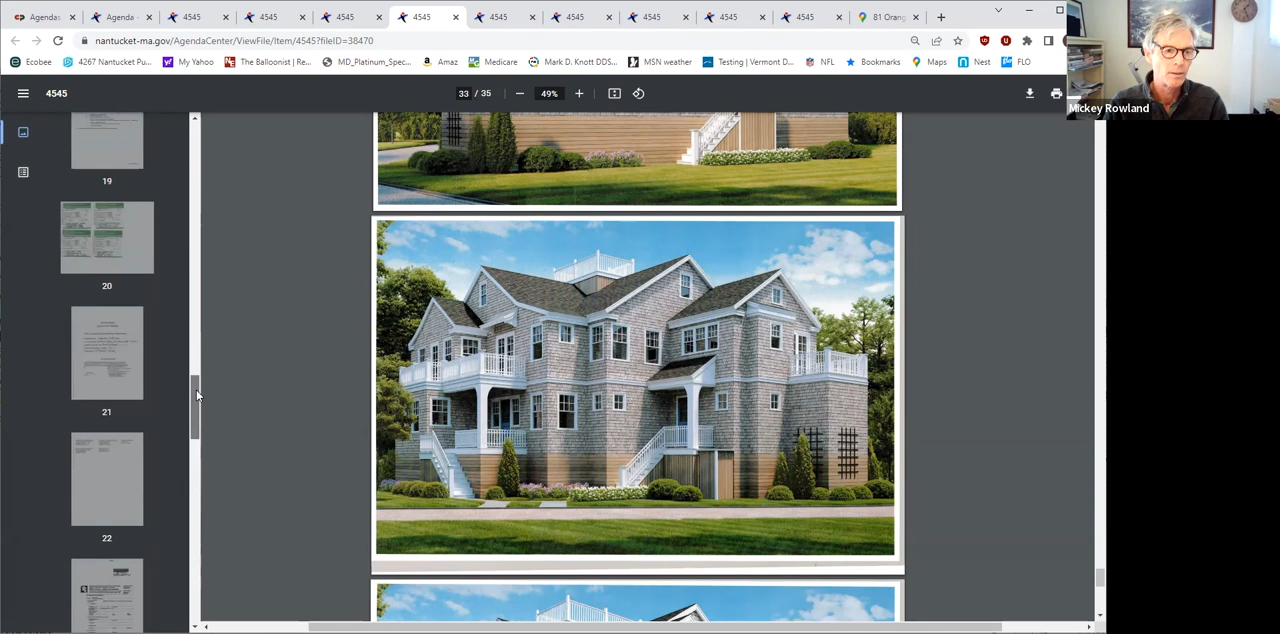 Agendas
Agenda -
4545
4545
4545
4545
4545
4545
4545
4545
4545
81 Orang
nantucket-ma.gov/AgendaCenter/ViewFile/Item/4545?fileID=38470
Ecobee
4267 Nantucket Pu...
My Yahoo
The Balloonist | Re...
MD_Platinum_Spec...
Amaz
Medicare
Mark D. Knott DDS...
MSN weather
Testing | Vermont D...
NFL
Bookmarks
Maps
Nest
FLO
4545
33 / 35
49%
Mickey Rowland
19
20
21
22